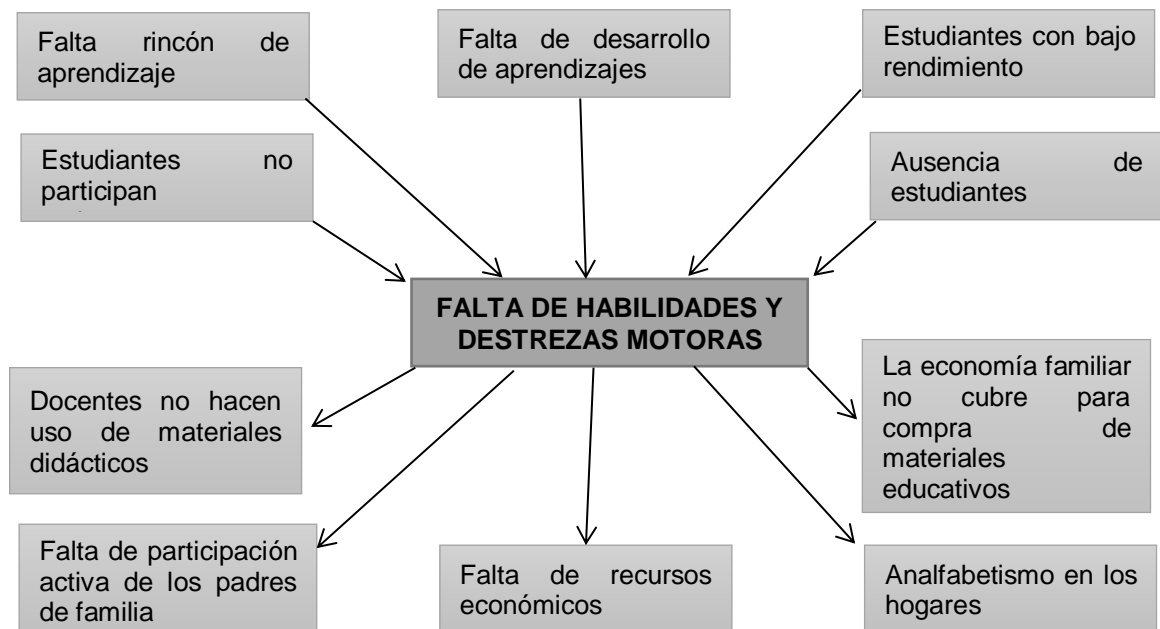 Falta rincón de
aprendizaje
Falta de desarrollo
de aprendizajes
Estudiantes con bajo
rendimiento
Estudiantes no
participan
Ausencia de
estudiantes
FALTA DE HABILIDADES Y
DESTREZAS MOTORAS
Docentes no hacen
uso de materiales
didácticos
La economía familiar
no cubre para
compra de
materiales
educativos
Falta de participación
activa de los padres
de familia
Falta de recursos
económicos
Analfabetismo en los
hogares